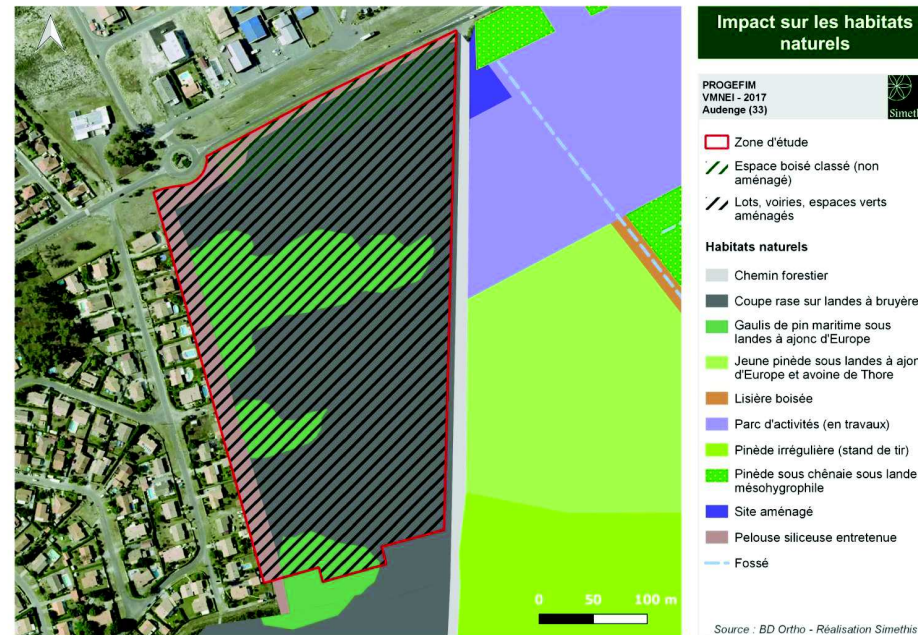 Impact sur les habitats
naturels
PROGEFIM
VMNEI - 2017
Audenge (33)
Simeth
Zone d'étude
Espace boisé classé (non
aménagé)
Lots, voiries, espaces verts
aménagés
Habitats naturels
Chemin forestier
Coupe rase sur landes à bruyère
Gaulis de pin maritime sous
landes à ajonc d'Europe
Jeune pinède sous landes à ajon
d'Europe et avoine de Thore
Lisière boisée
Parc d'activités (en travaux)
Pinède irrégulière (stand de tir)
Pinède sous chênaie sous lande
mésohygrophile
Site aménagé
Pelouse siliceuse entretenue
Fossé
0 50 100 m
Source : BD Ortho - Réalisation Simethis